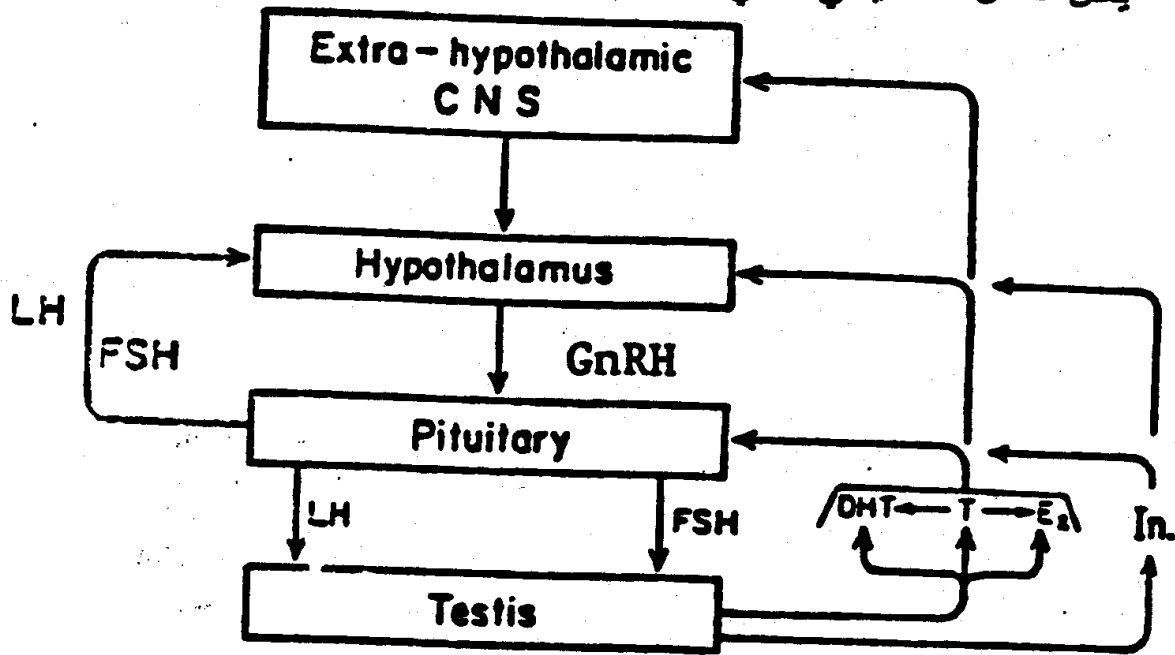 Extra-hypothalamic
CNS
Hypothalamus
LH
FSH
GnRH
Pituitary
LH
FSH
DHT
T
E₂
In.
Testis